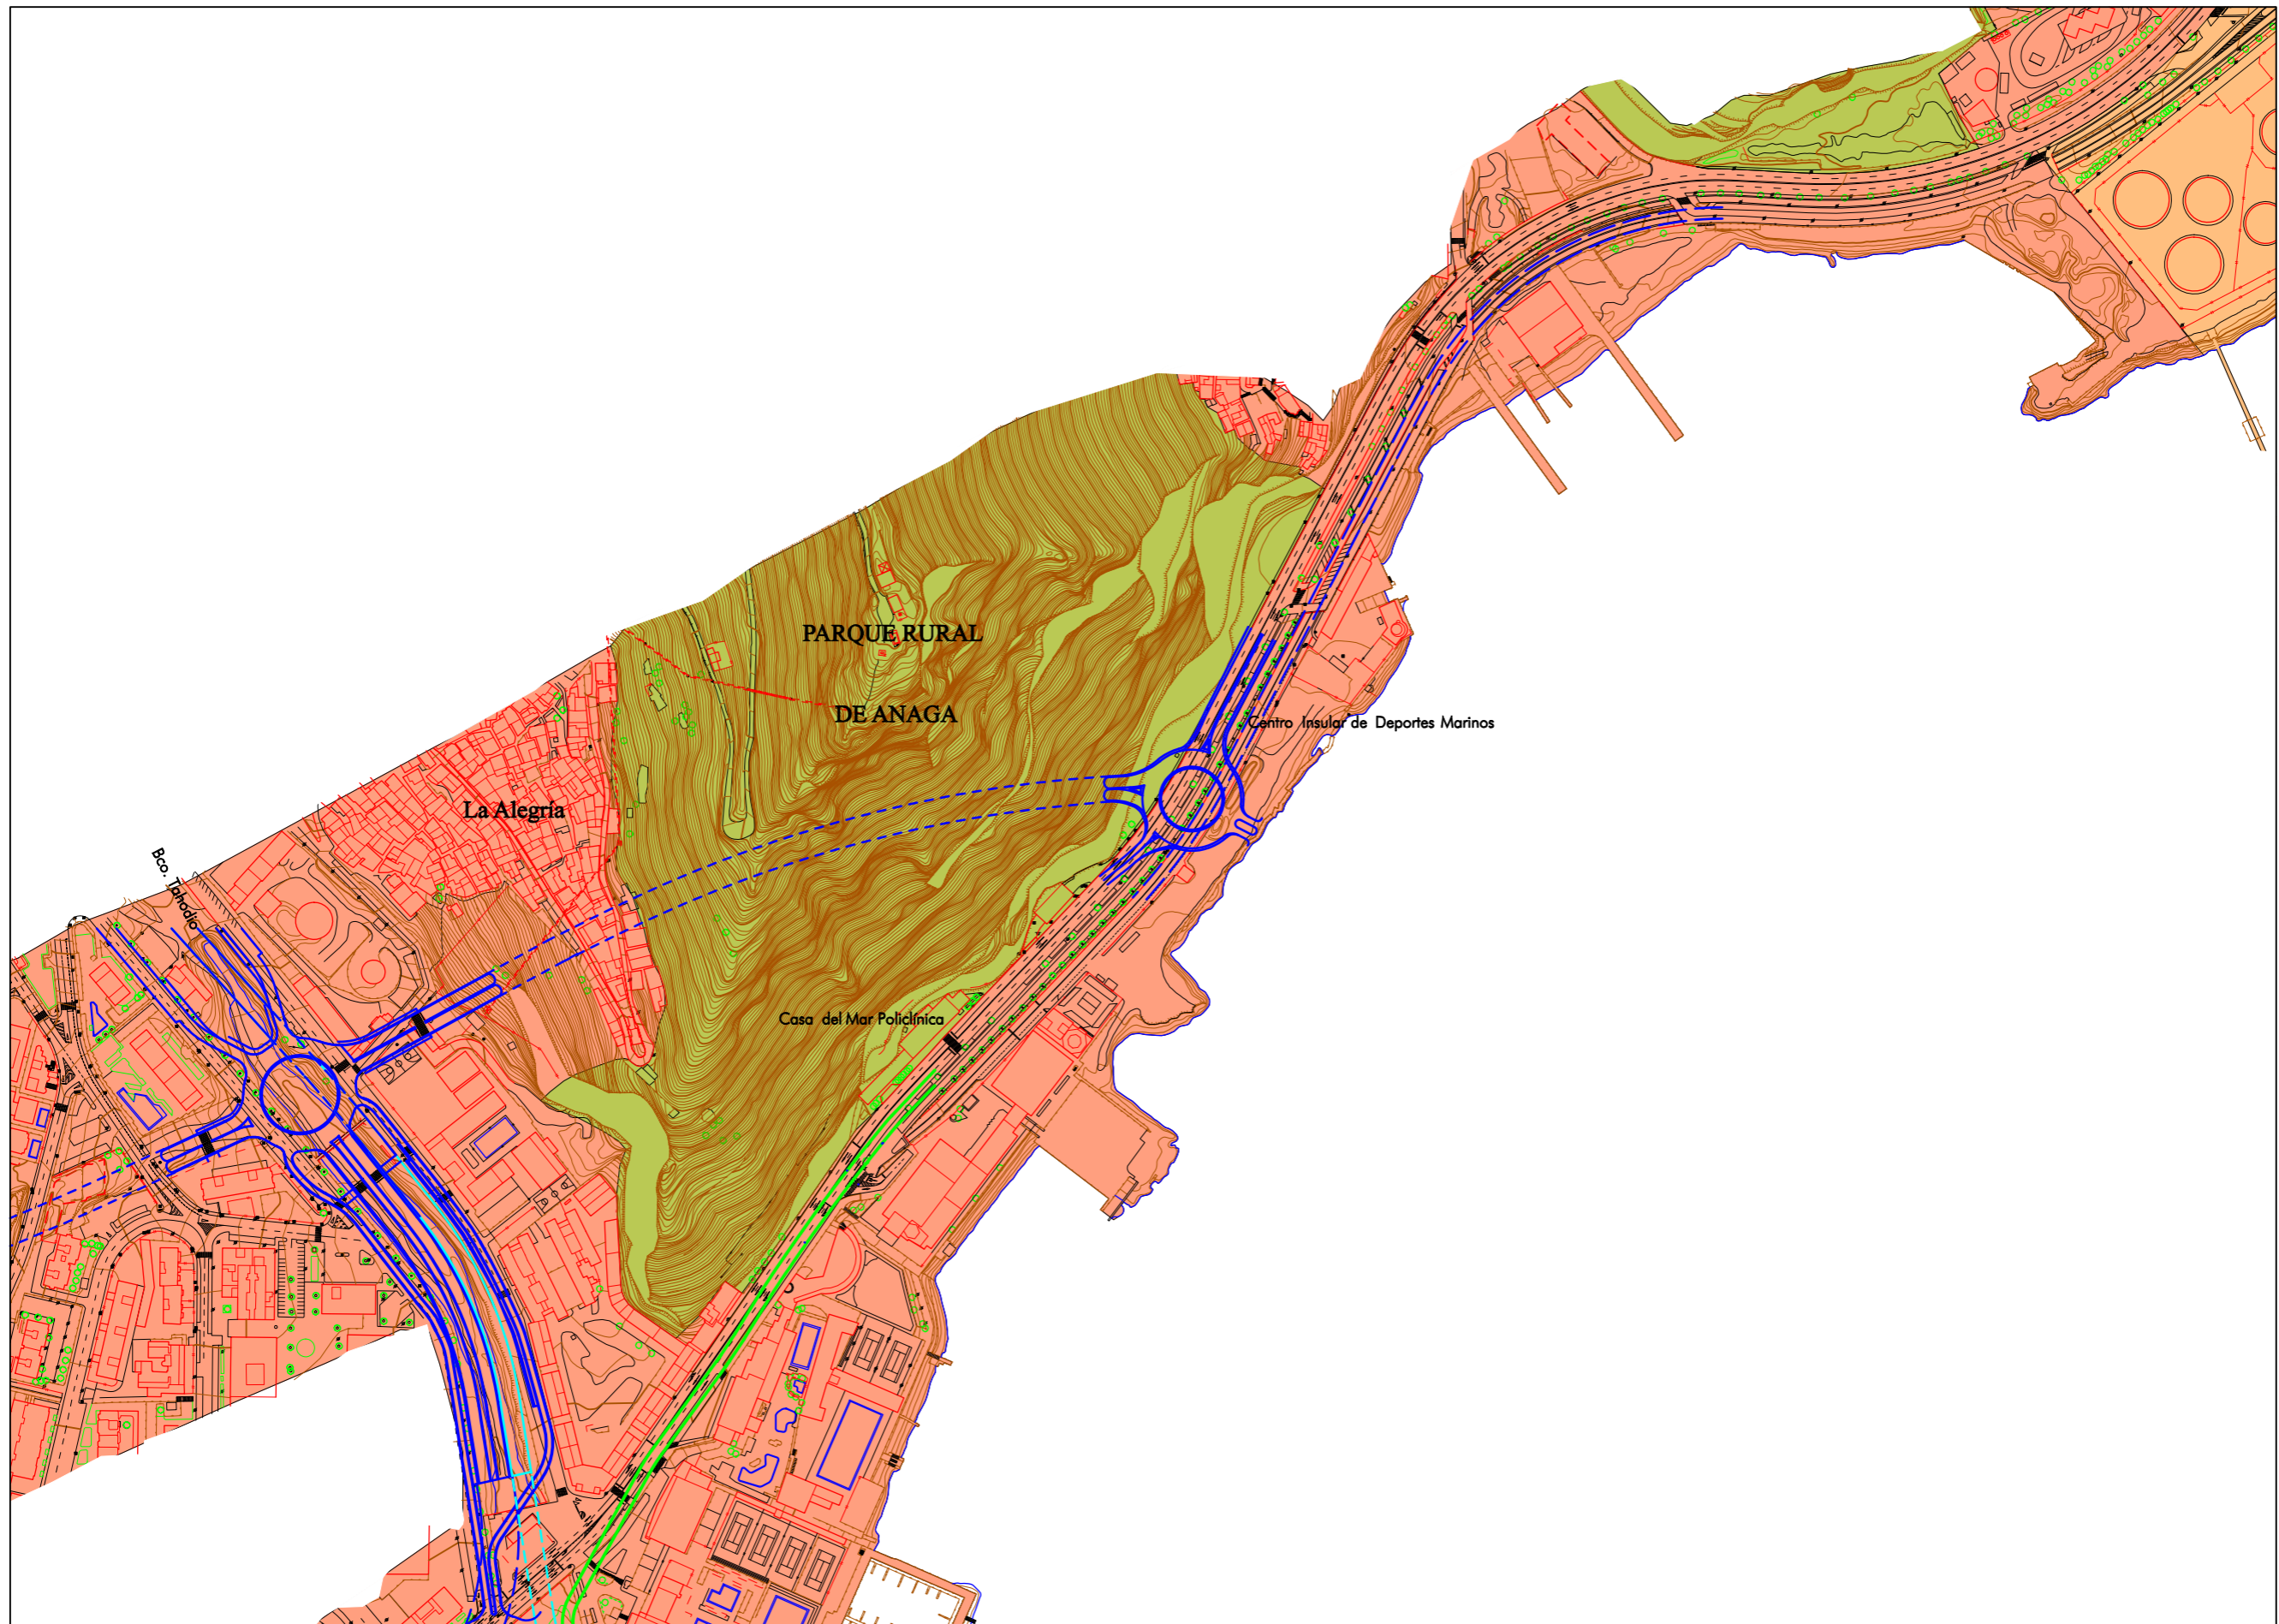 PARQUE RURAL
DE ANAGA
Centro Insular de Deportes Marinos
La Alegría
Bco. Tahodio
Casa del Mar Policlínica